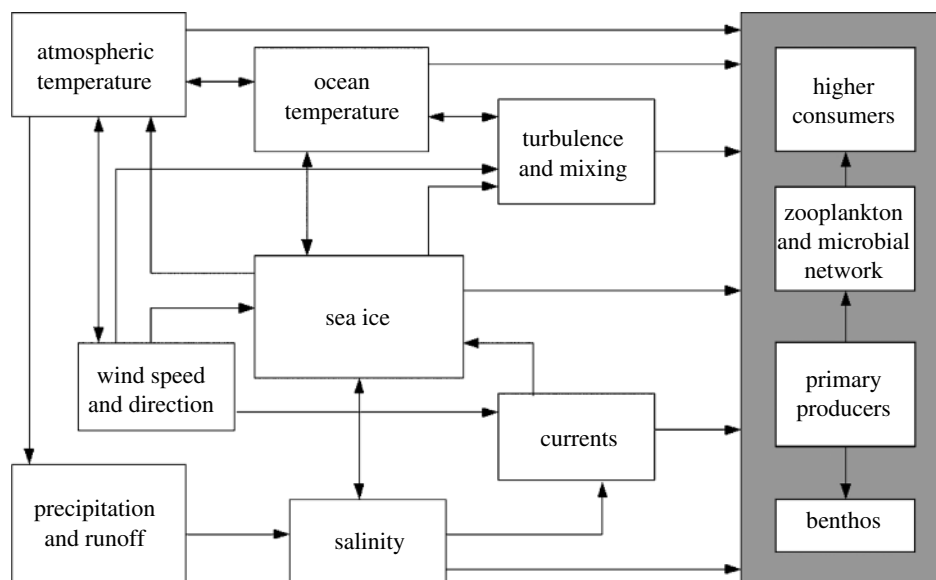 atmospheric
temperature
ocean
temperature
turbulence
and mixing
sea ice
wind speed
and direction
currents
precipitation
and runoff
salinity
higher
consumers
zooplankton
and microbial
network
primary
producers
benthos